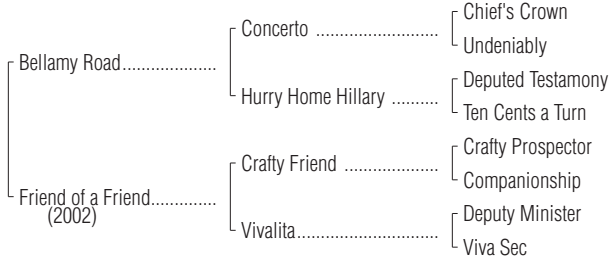 Chief's Crown
Concerto ..........................
Undeniably
Bellamy Road....................
Deputed Testamony
Hurry Home Hillary ..........
Ten Cents a Turn
Crafty Prospector
Crafty Friend ....................
Companionship
Friend of a Friend..............
(2002)
Deputy Minister
Vivalita..............................
Viva Sec